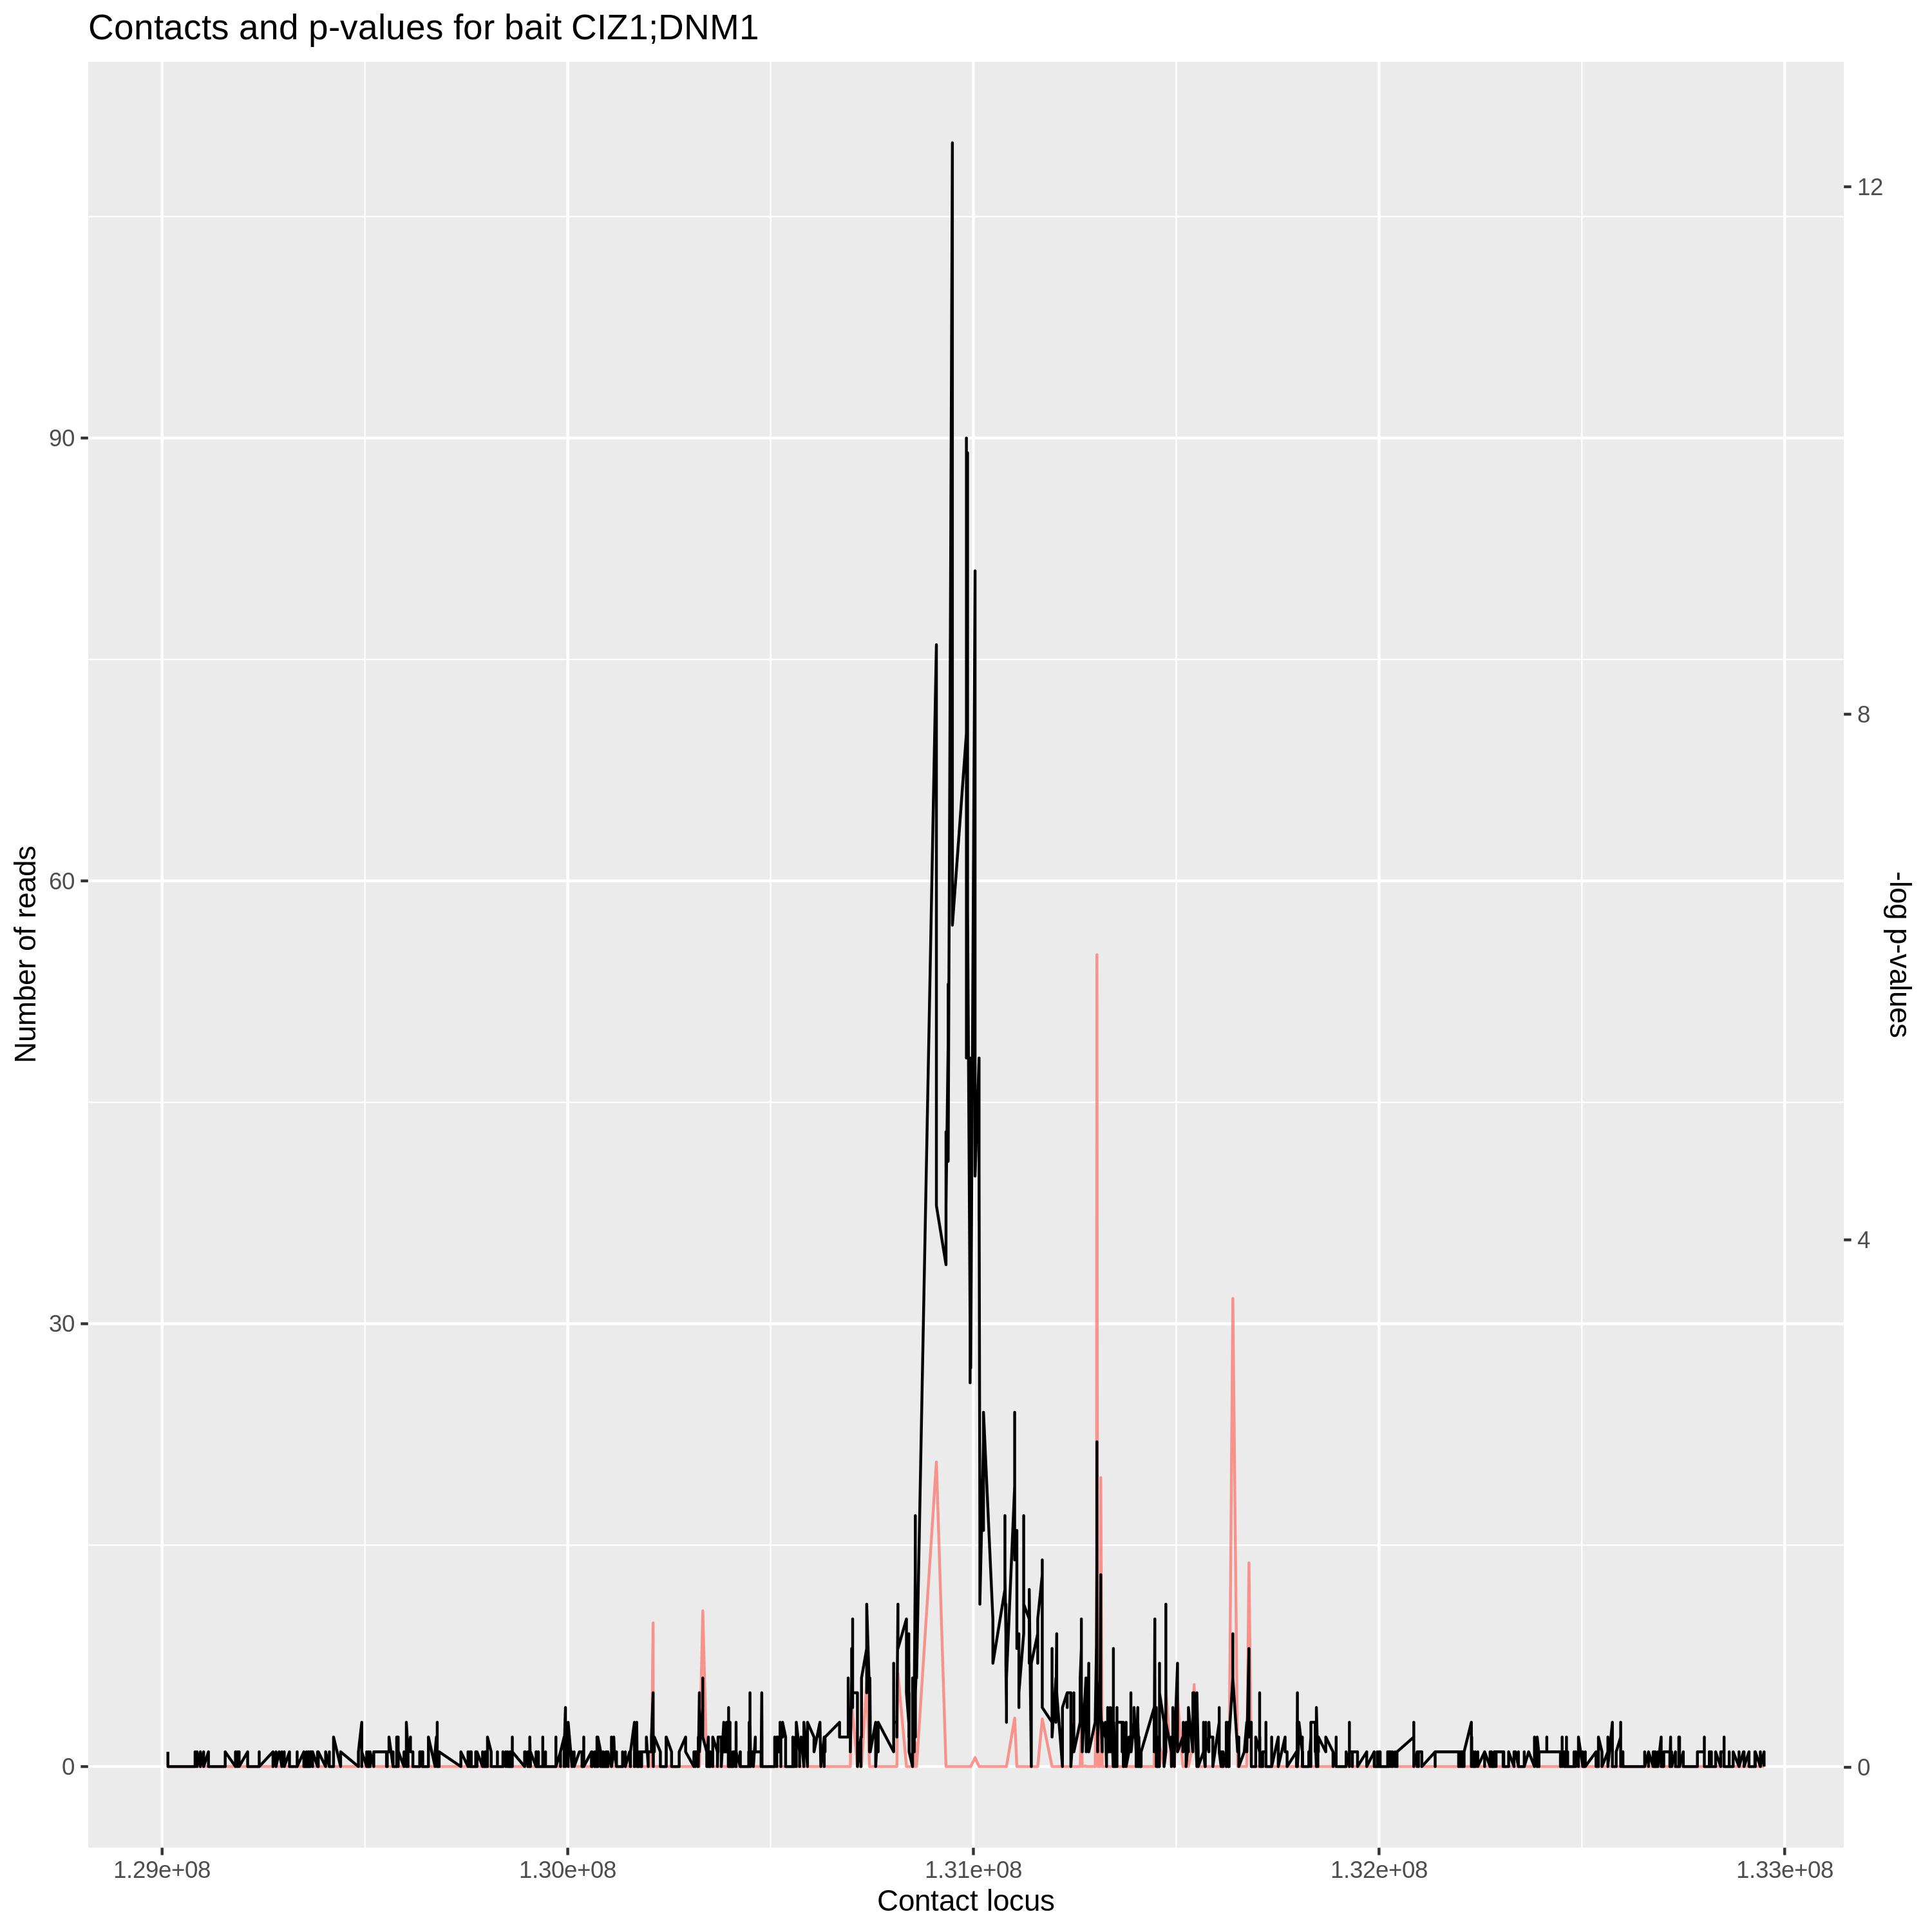 Contacts and p-values for bait CIZ1;DNM1
12
90
8
Number of reads
60
-log p-values
4
30
0
0
1.29e+08 1.30e+08 1.31e+08 1.32e+08 1.33e+08
Contact locus